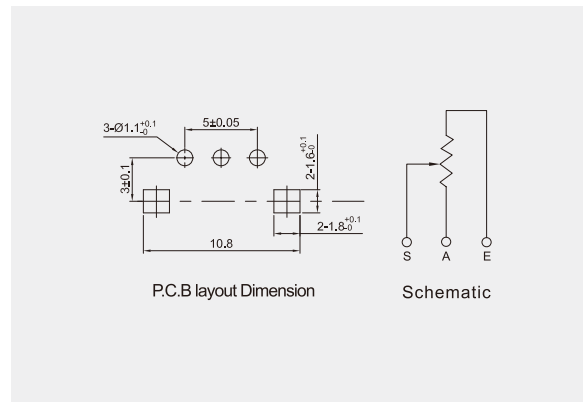 3-Ø1.1+0.1-0
5±0.05
3±0.1
2-1.6+0.1-0
2-1.8+0.1-0
10.8
S A E
P.C.B layout Dimension
Schematic